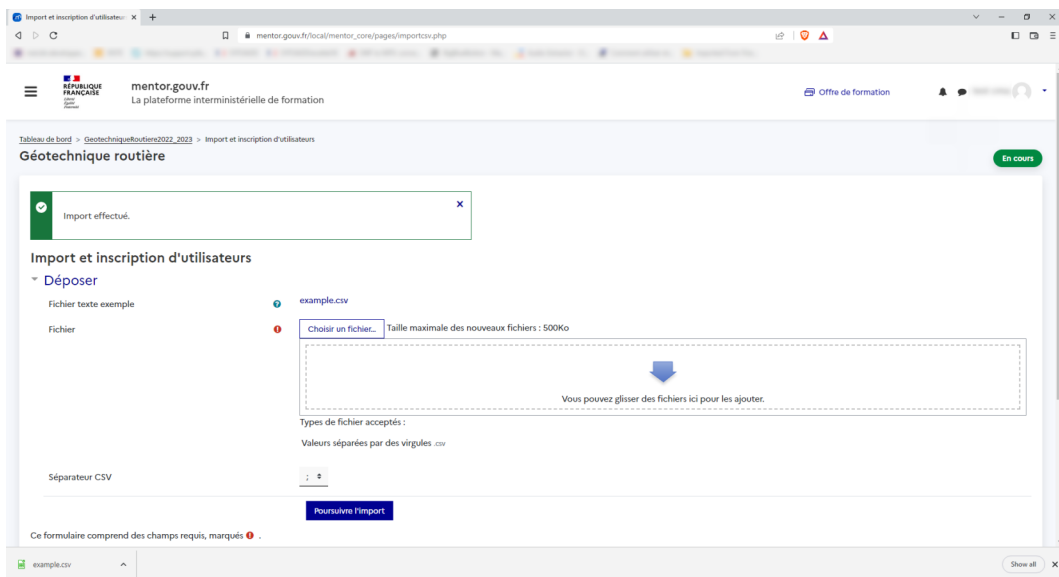 Import et inscription d'utilisateu
mentor.gouv.fr/local/mentor_core/pages/importcsv.php
RÉPUBLIQUE
FRANÇAISE
Liberté
Égalité
Fraternité
mentor.gouv.fr
La plateforme interministérielle de formation
Offre de formation
Tableau de bord > GeotechniqueRoutiere2022_2023 > Import et inscription d'utilisateurs
Géotechnique routière
En cours
Import effectué.
Import et inscription d'utilisateurs
Déposer
Fichier texte exemple
example.csv
Fichier
Choisir un fichier... Taille maximale des nouveaux fichiers : 500Ko
Vous pouvez glisser des fichiers ici pour les ajouter.
Types de fichier acceptés :
Valeurs séparées par des virgules .csv
Séparateur CSV
;
Poursuivre l'import
Ce formulaire comprend des champs requis, marqués .
example.csv
Show all